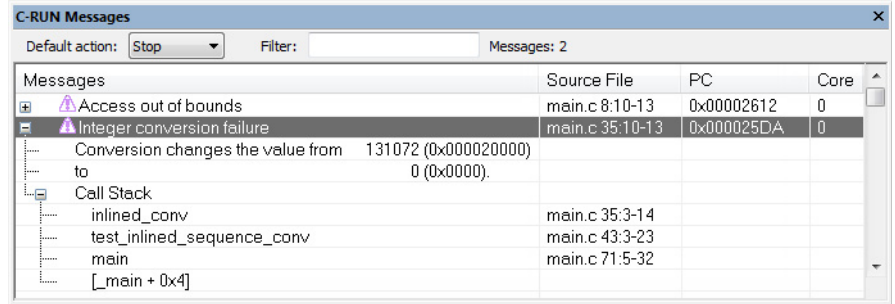 C-RUN Messages
Default action: Stop Filter: Messages: 2
Messages Source File PC Core
Access out of bounds main.c 8:10-13 0x00002612 0
Integer conversion failure main.c 35:10-13 0x000025DA 0
Conversion changes the value from 131072 (0x000020000)
to 0 (0x0000).
Call Stack
inlined_conv main.c 35:3-14
test_inlined_sequence_conv main.c 43:3-23
main main.c 71:5-32
[_main + 0x4]